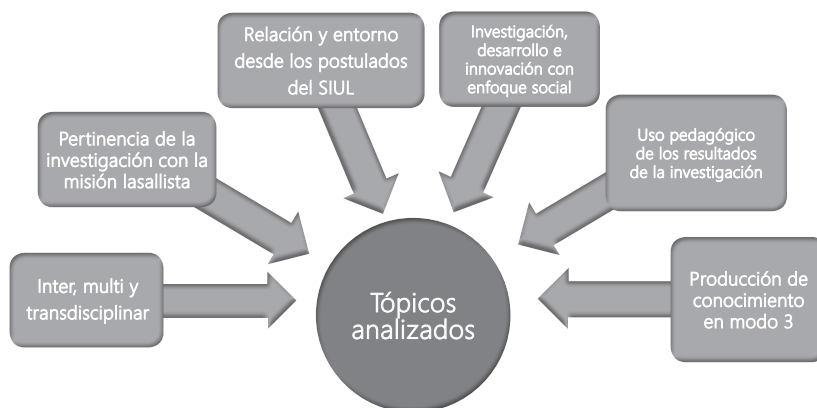 Relación y entorno
desde los postulados
del SIUL
Investigación,
desarrollo e
innovación con
enfoque social
Pertinencia de la
investigación con la
misión lasallista
Uso pedagógico
de los resultados
de la investigación
Inter, multi y
transdisciplinar
Tópicos
analizados
Producción de
conocimiento
en modo 3